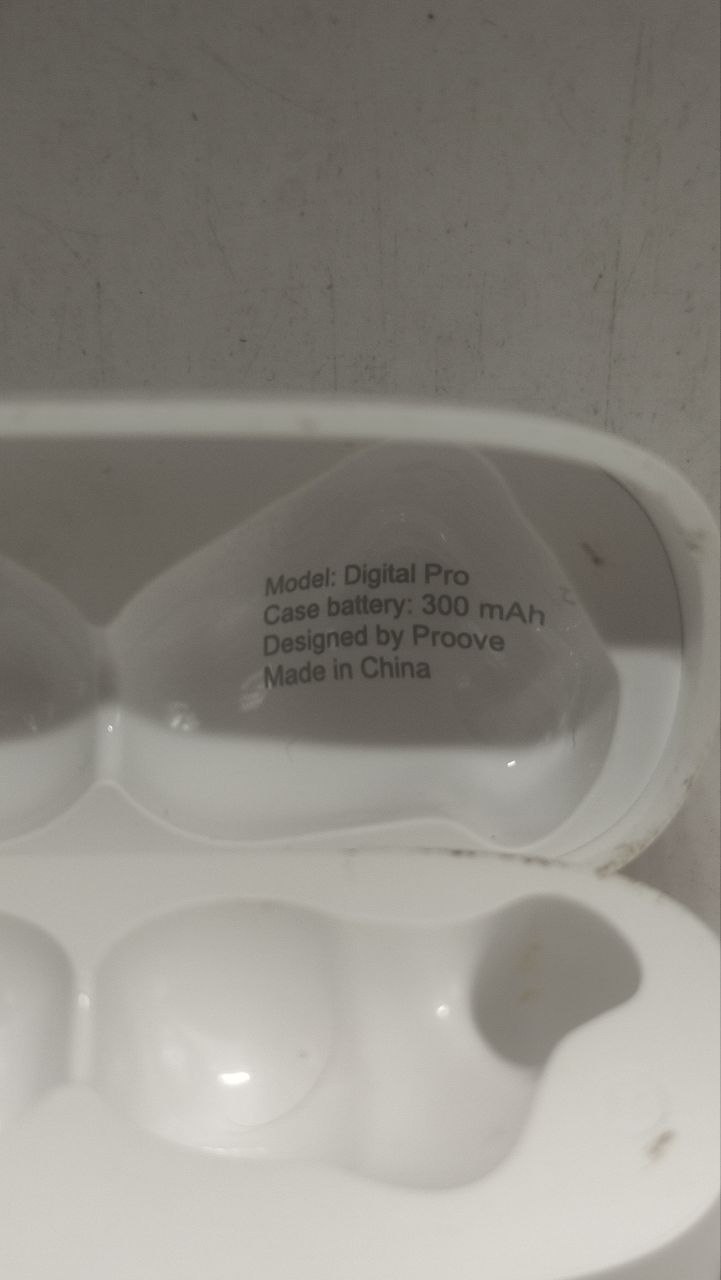 Model: Digital Pro
Case battery: 300 mAh
Designed by Proove
Made in China